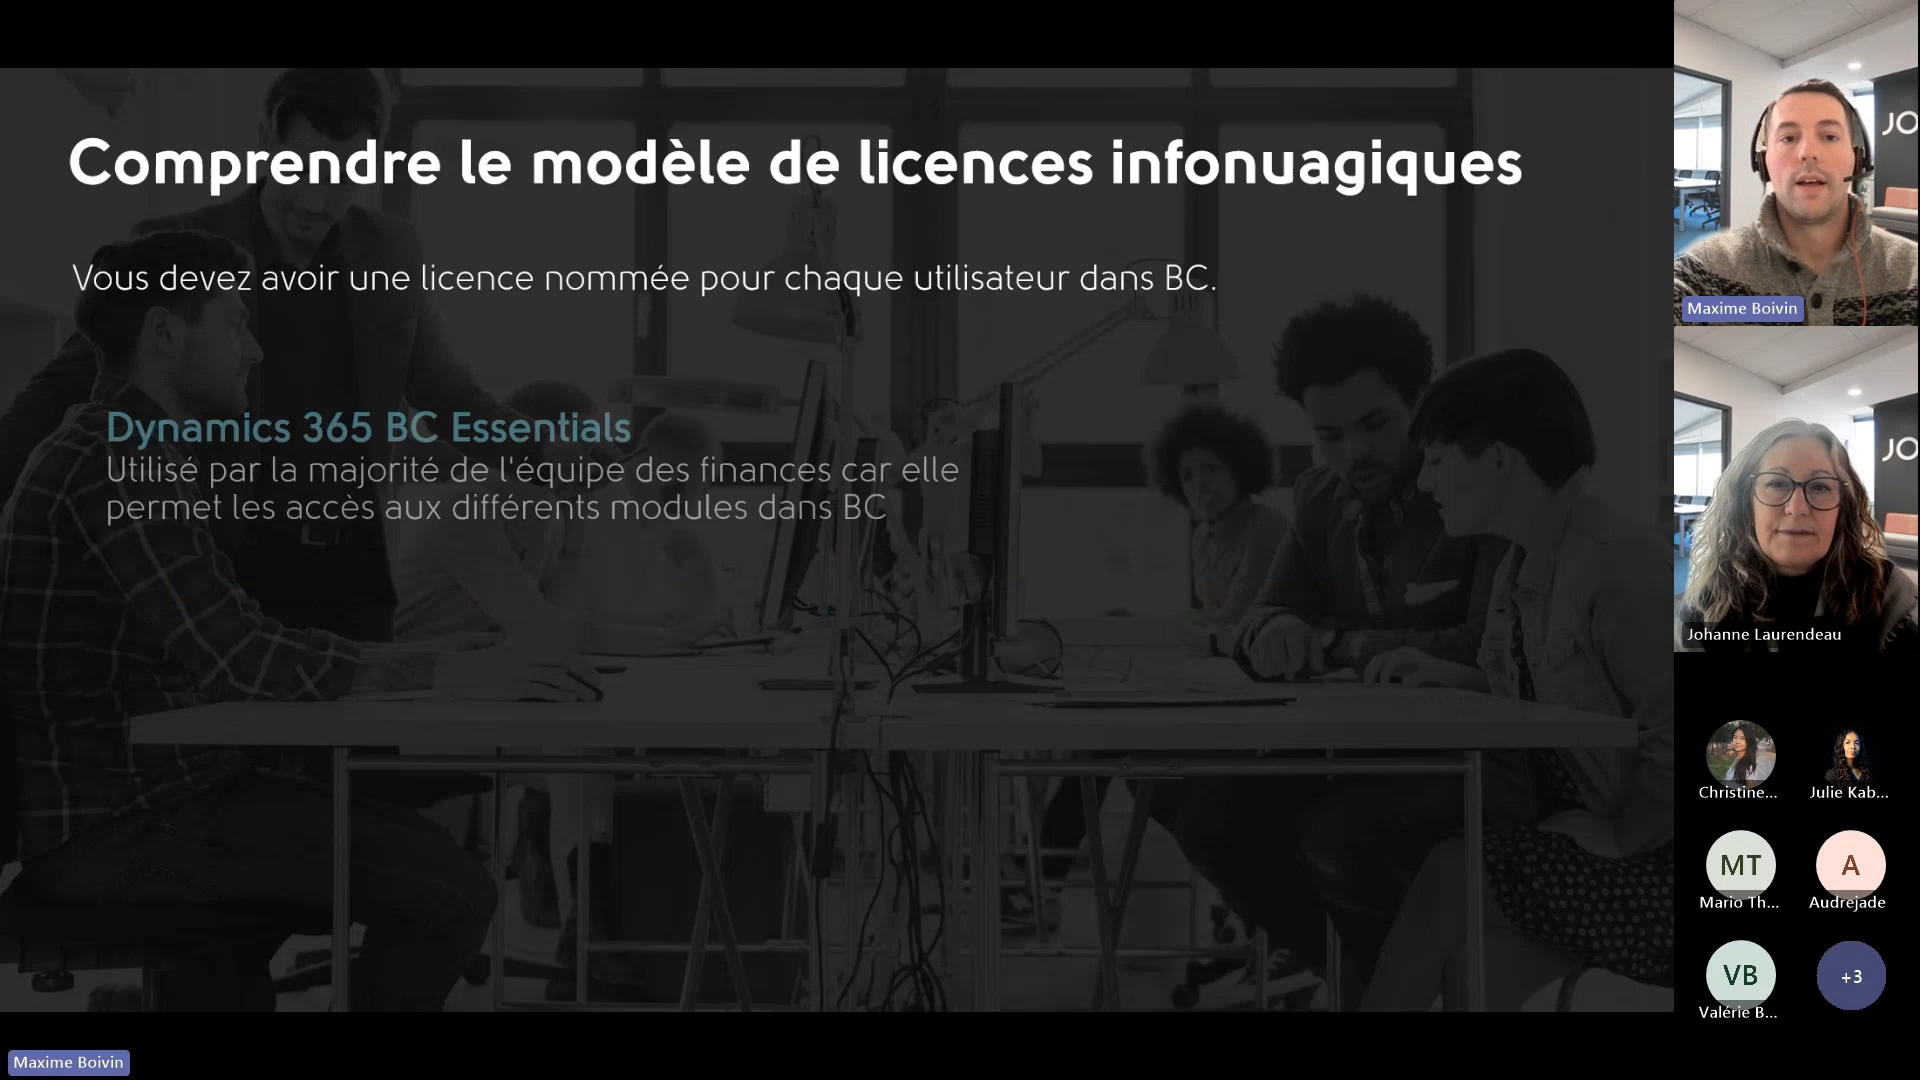 Comprendre le modèle de licences infonuagiques
Vous devez avoir une licence nommée pour chaque utilisateur dans BC.
Dynamics 365 BC Essentials
Utilisé par la majorité de l'équipe des finances car elle
permet les accès aux différents modules dans BC
Maxime Boivin
JO
Maxime Boivin
JO
Johanne Laurendeau
Christine...
Julie Kab...
MT
Mario Th...
A
Audrejade
VB
Valérie B...
+3